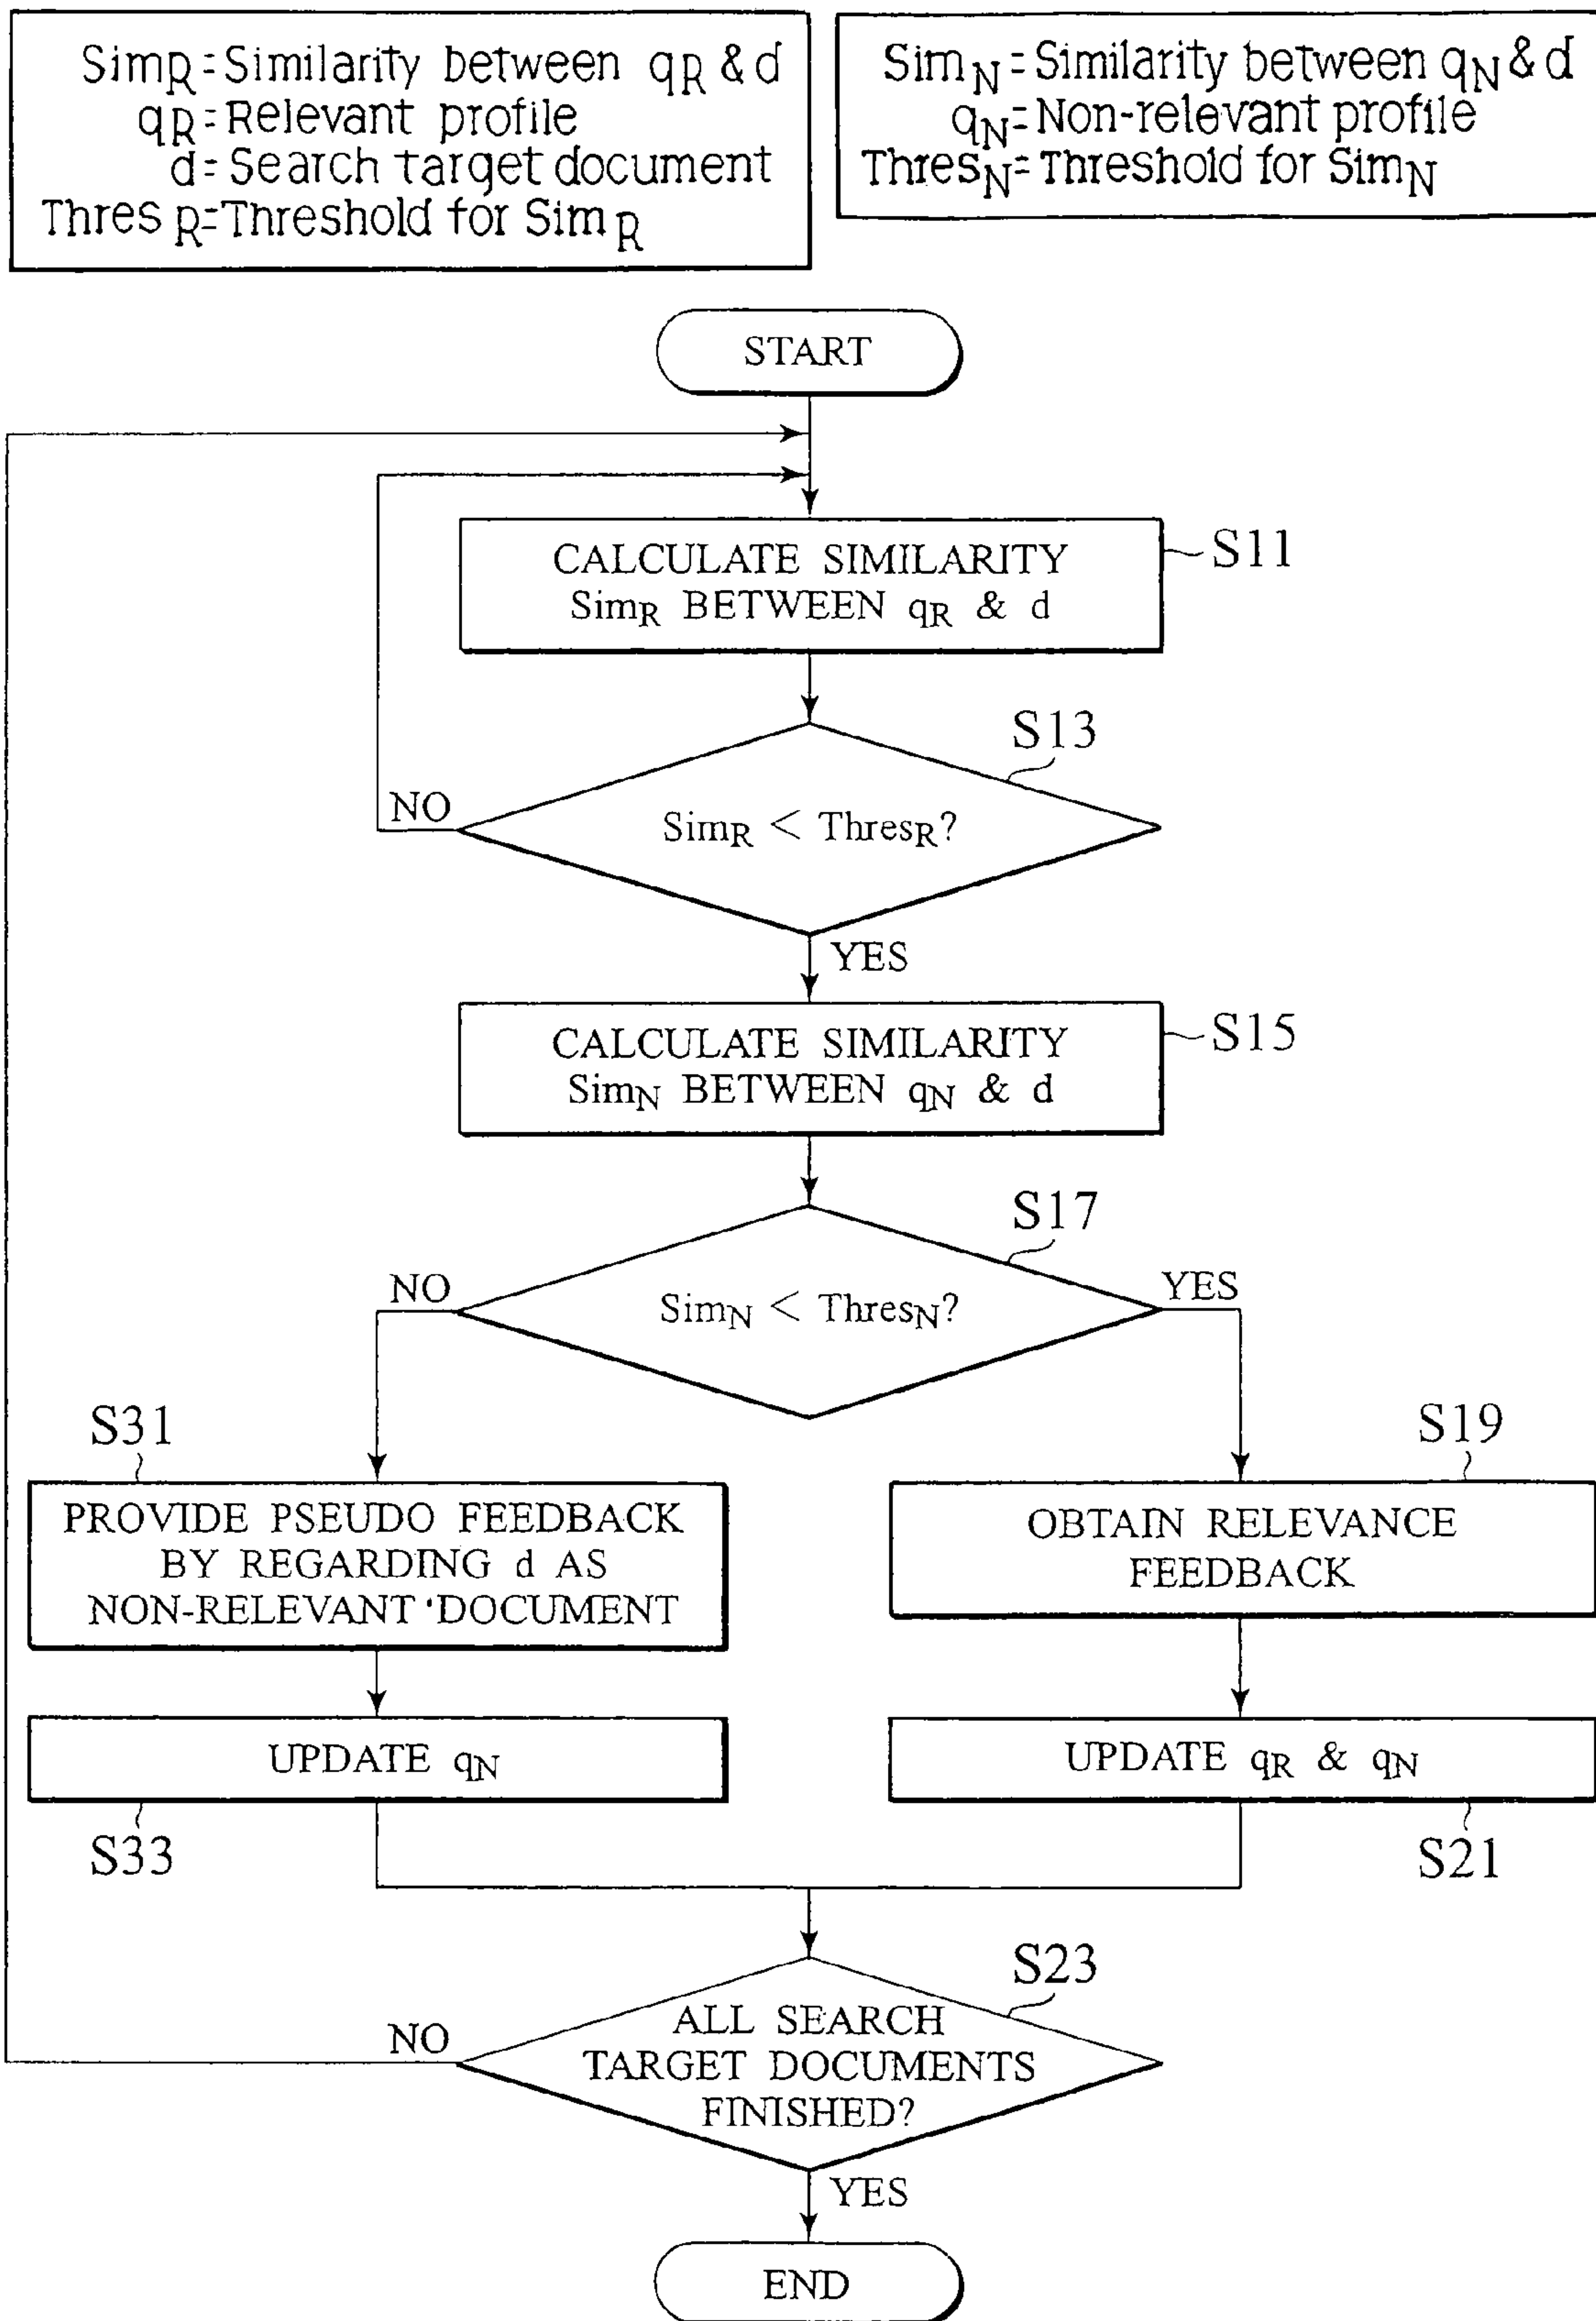 SimR = Similarity between qR & d
qR = Relevant profile
d = Search target document
Thres R = Threshold for SimR
SimN = Similarity between qN & d
qN = Non-relevant profile
ThresN = Threshold for SimN
START
CALCULATE SIMILARITY
SimR BETWEEN qR & d
S11
S13
NO
SimR < ThresR?
YES
CALCULATE SIMILARITY
SimN BETWEEN qN & d
S15
S17
NO
SimN < ThresN?
YES
S31
S19
PROVIDE PSEUDO FEEDBACK
BY REGARDING d AS
NON-RELEVANT DOCUMENT
OBTAIN RELEVANCE
FEEDBACK
UPDATE qN
UPDATE qR & qN
S33
S21
S23
NO
ALL SEARCH
TARGET DOCUMENTS
FINISHED?
YES
END